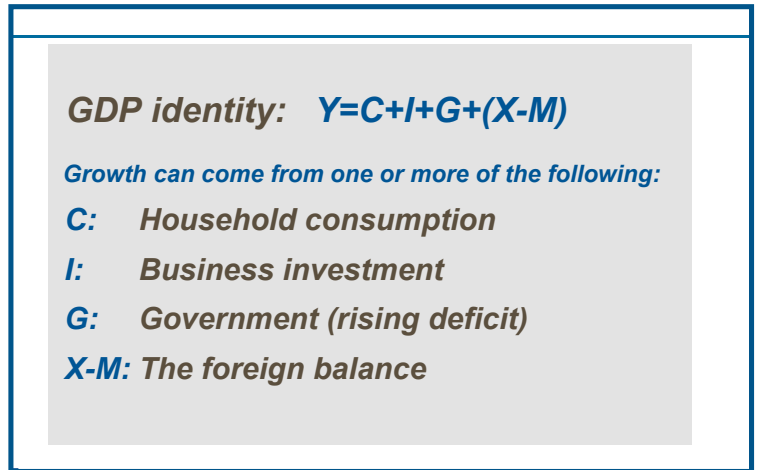 GDP identity: Y=C+I+G+(X-M)
Growth can come from one or more of the following:
C: Household consumption
I: Business investment
G: Government (rising deficit)
X-M: The foreign balance